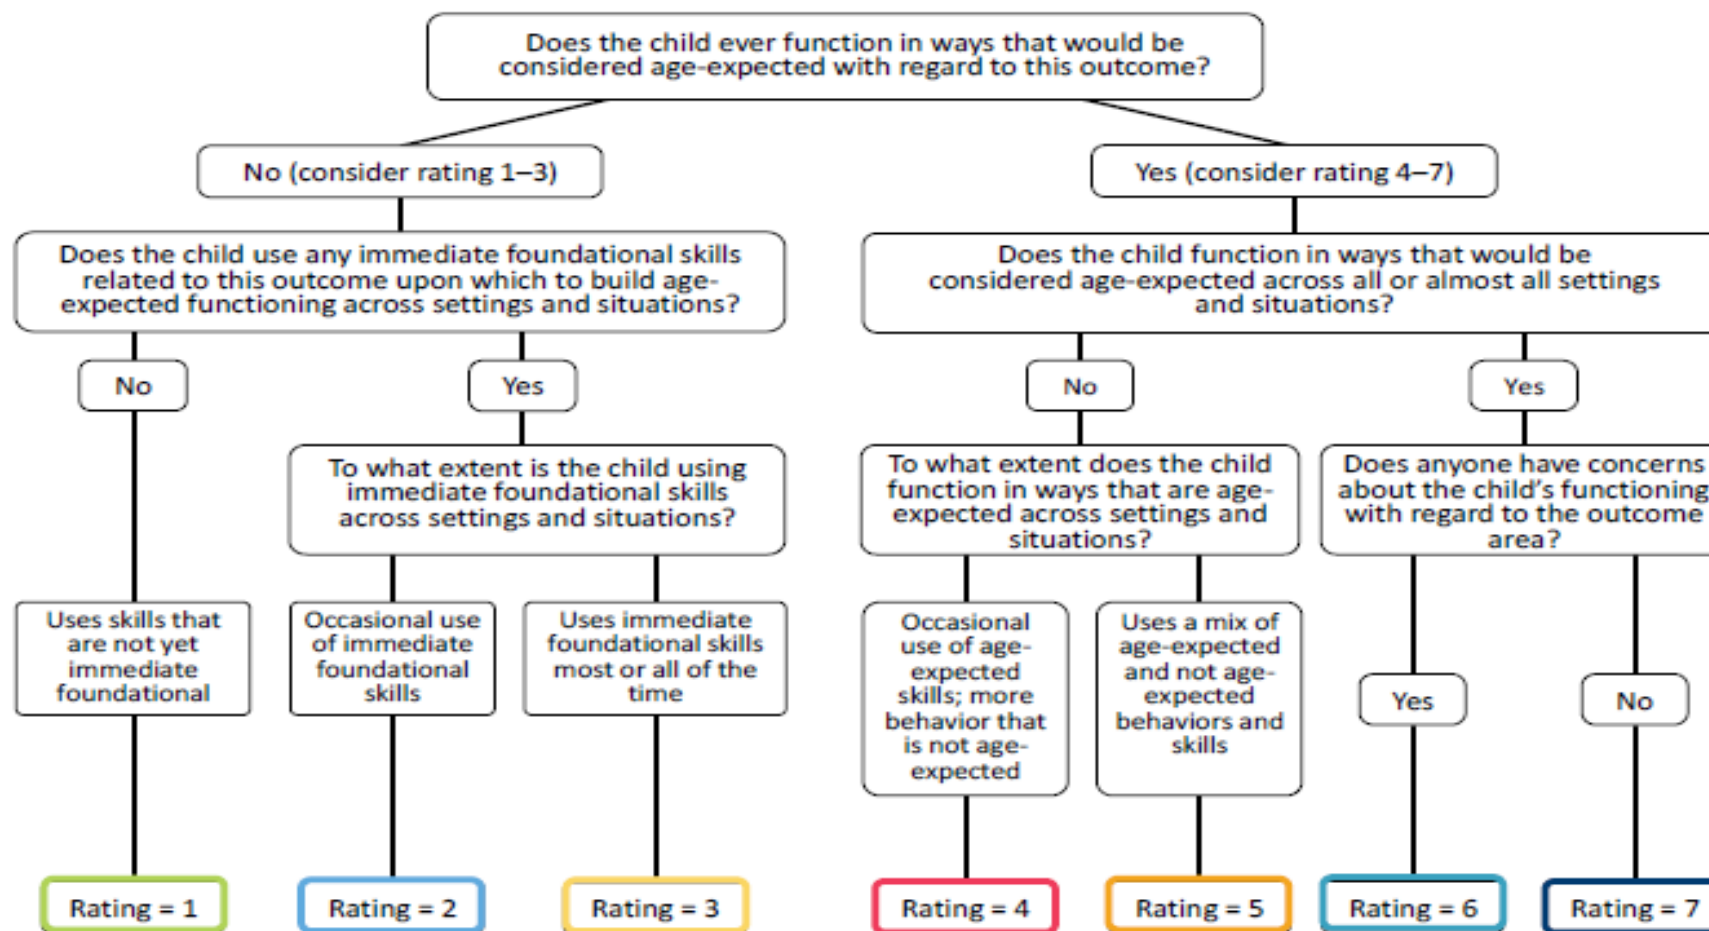 Does the child ever function in ways that would be
considered age-expected with regard to this outcome?
No (consider rating 1–3)
Yes (consider rating 4–7)
Does the child use any immediate foundational skills
related to this outcome upon which to build age-
expected functioning across settings and situations?
Does the child function in ways that would be
considered age-expected across all or almost all settings
and situations?
No
Yes
No
Yes
To what extent is the child using
immediate foundational skills
across settings and situations?
To what extent does the child
function in ways that are age-
expected across settings and
situations?
Does anyone have concerns
about the child’s functioning
with regard to the outcome
area?
Uses skills that
are not yet
immediate
foundational
Occasional use
of immediate
foundational
skills
Uses immediate
foundational skills
most or all of the
time
Occasional
use of age-
expected
skills; more
behavior that
is not age-
expected
Uses a mix of
age-expected
and not age-
expected
behaviors and
skills
Yes
No
Rating = 1
Rating = 2
Rating = 3
Rating = 4
Rating = 5
Rating = 6
Rating = 7